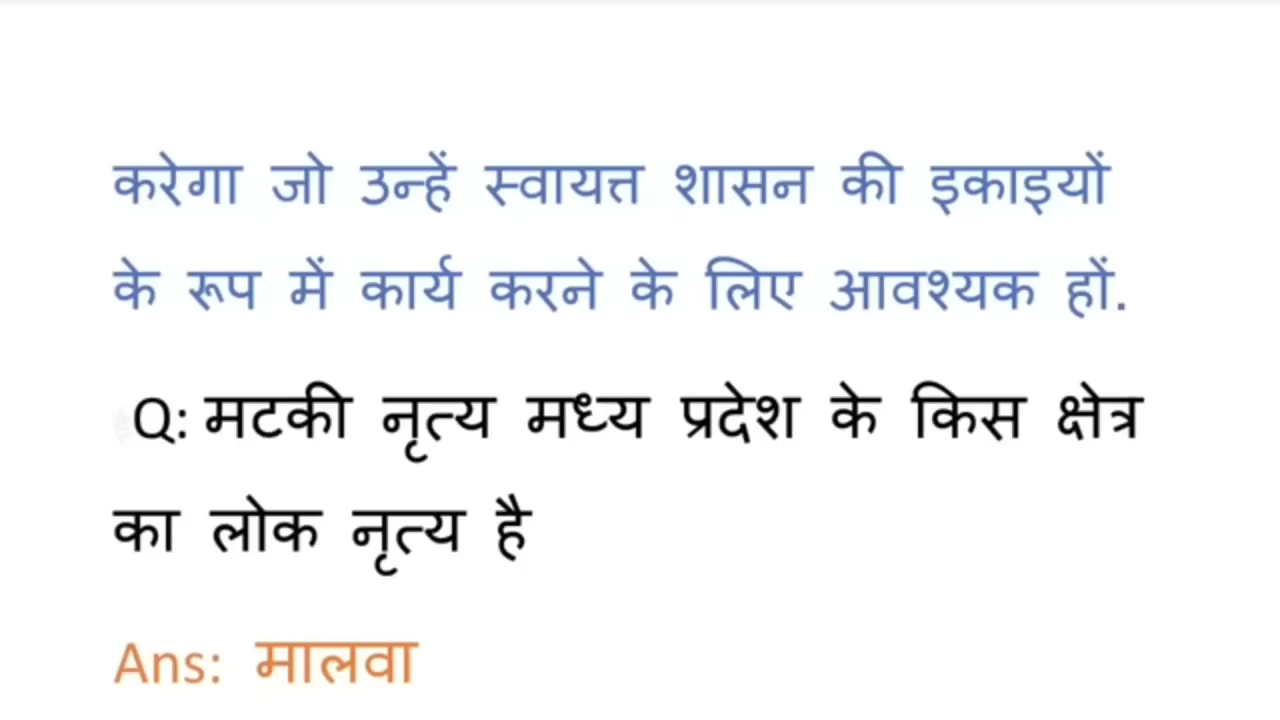 करेगा जो उन्हें स्वायत्त शासन की इकाइयों
के रूप में कार्य करने के लिए आवश्यक हों.
Q: मटकी नृत्य मध्य प्रदेश के किस क्षेत्र
का लोक नृत्य है
Ans: मालवा